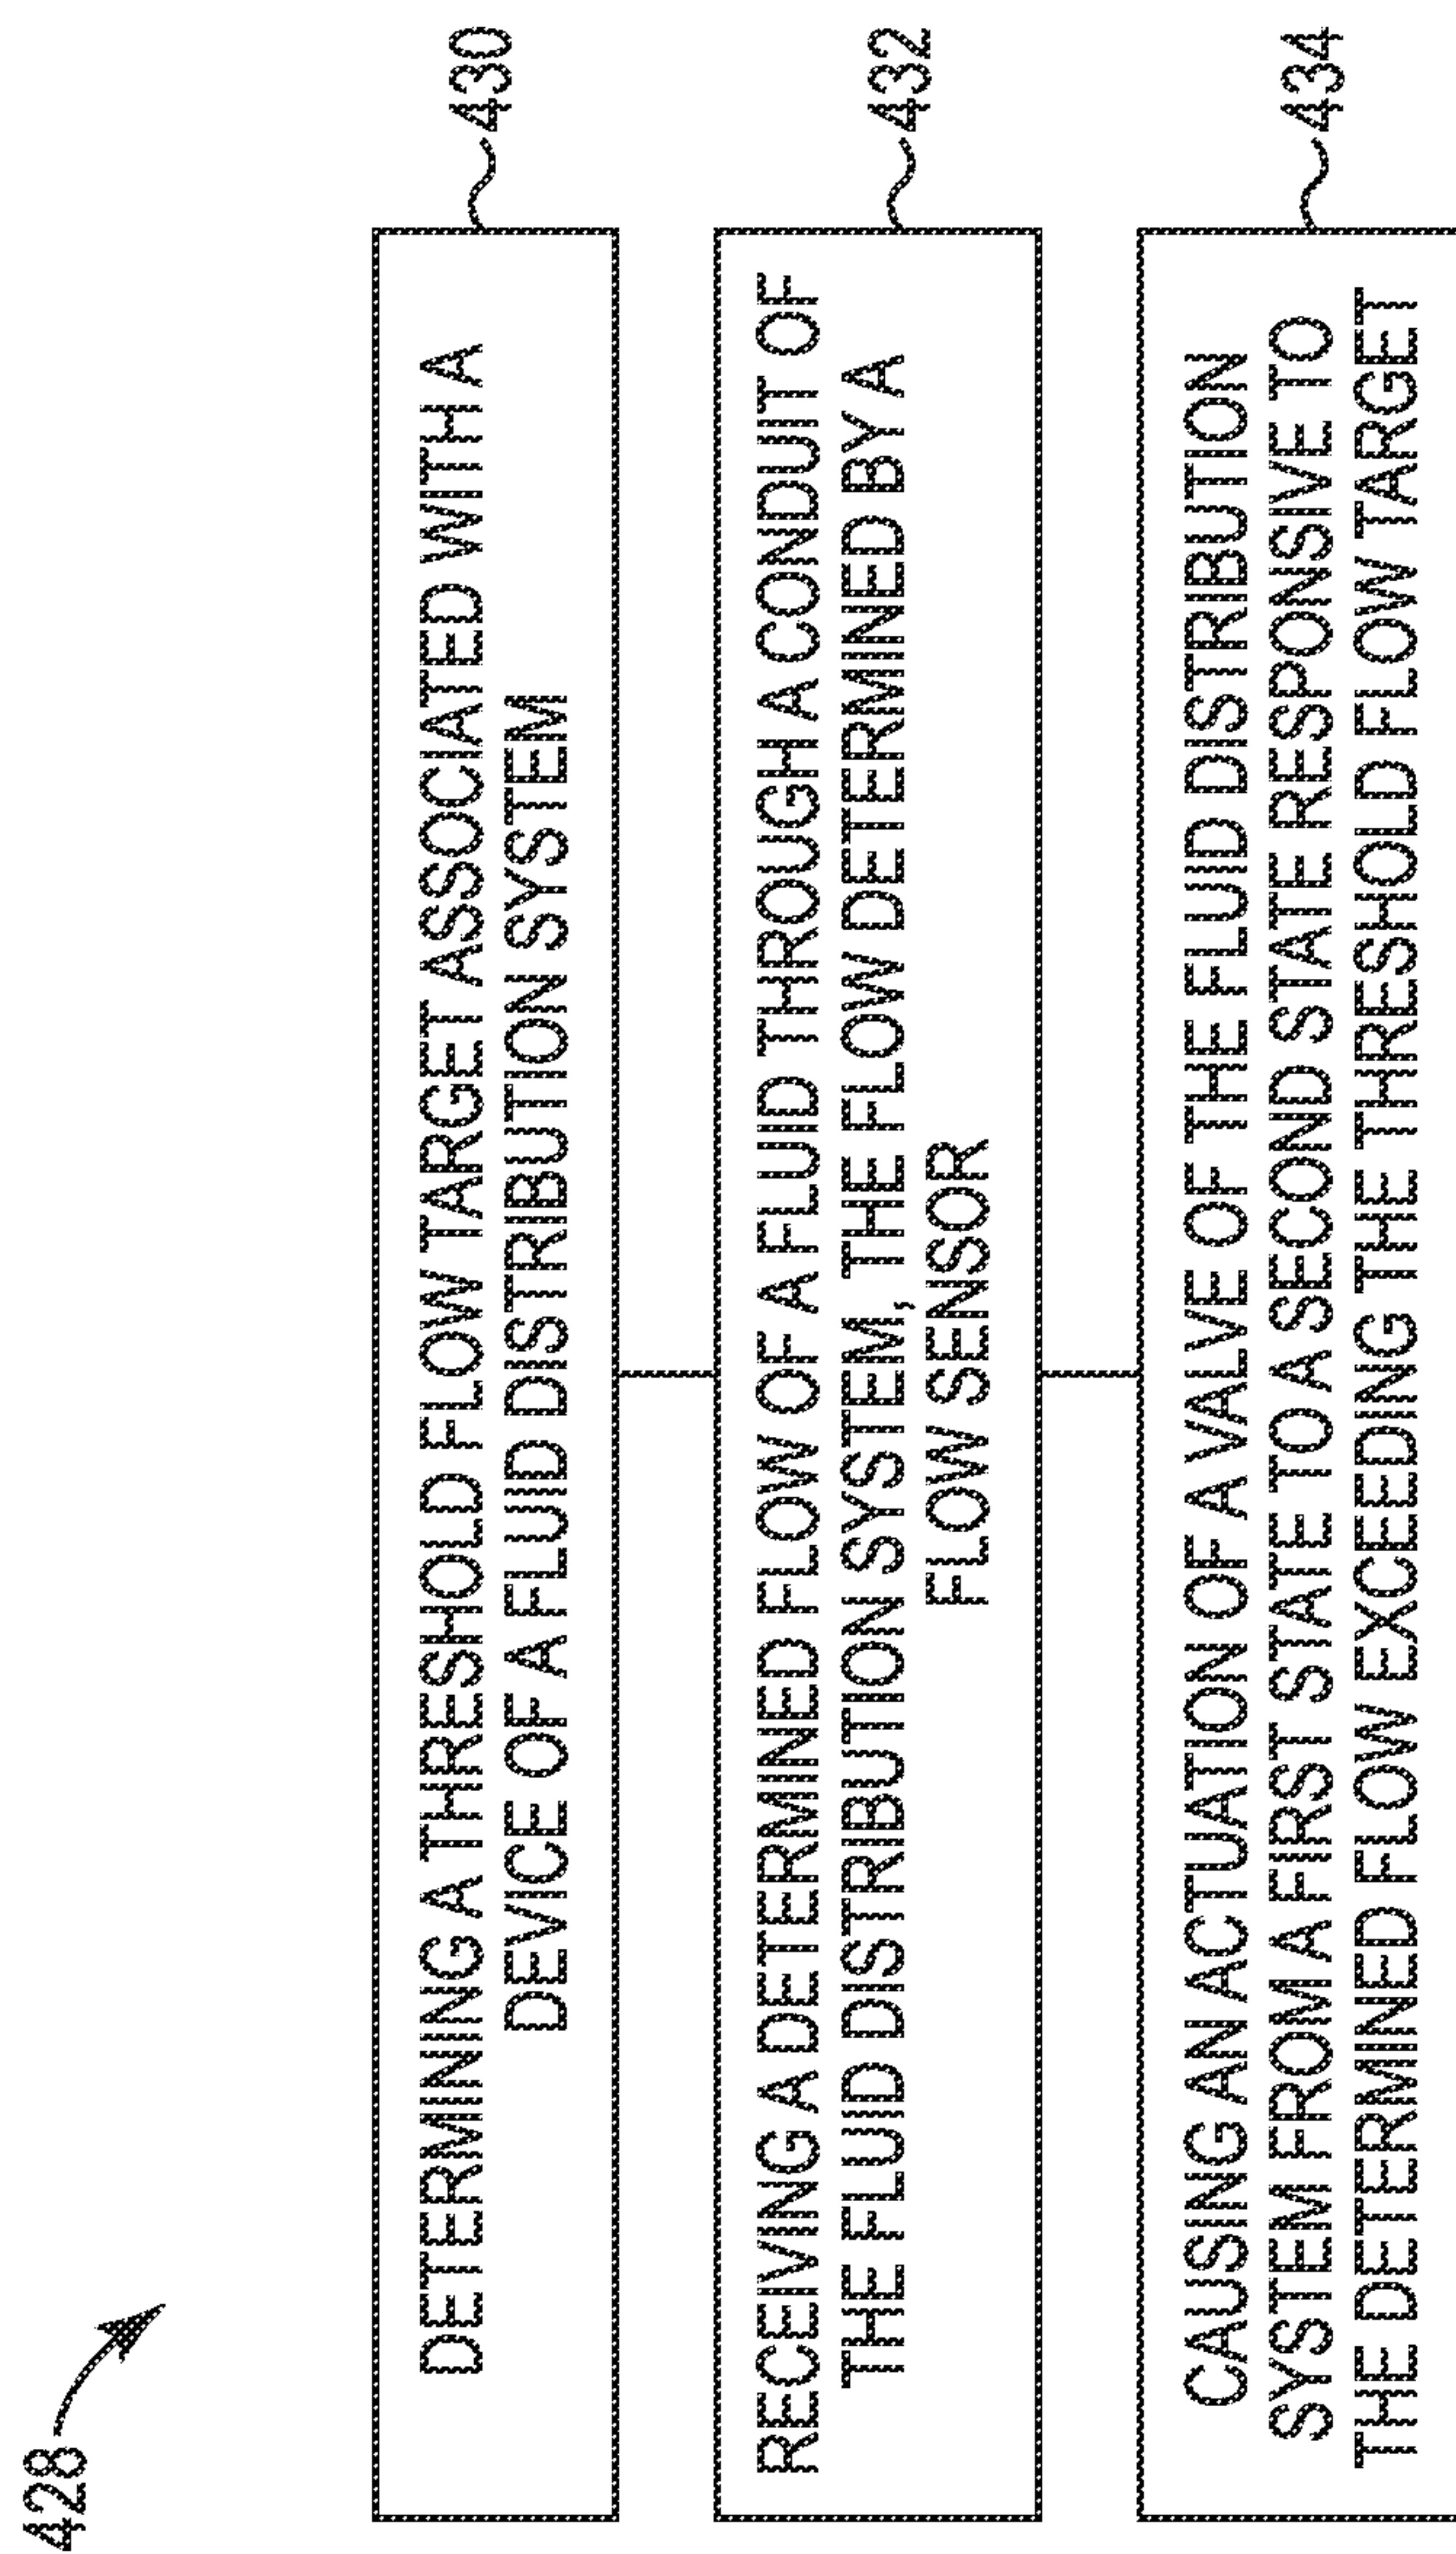 428
DETERMINING A THRESHOLD FLOW TARGET ASSOCIATED WITH A
DEVICE OF A FLUID DISTRIBUTION SYSTEM
430
RECEIVING A DETERMINED FLOW OF A FLUID THROUGH A CONDUIT OF
THE FLUID DISTRIBUTION SYSTEM, THE FLOW DETERMINED BY A
FLOW SENSOR
432
CAUSING AN ACTUATION OF A VALVE OF THE FLUID DISTRIBUTION
SYSTEM FROM A FIRST STATE TO A SECOND STATE RESPONSIVE TO
THE DETERMINED FLOW EXCEEDING THE THRESHOLD FLOW TARGET
434